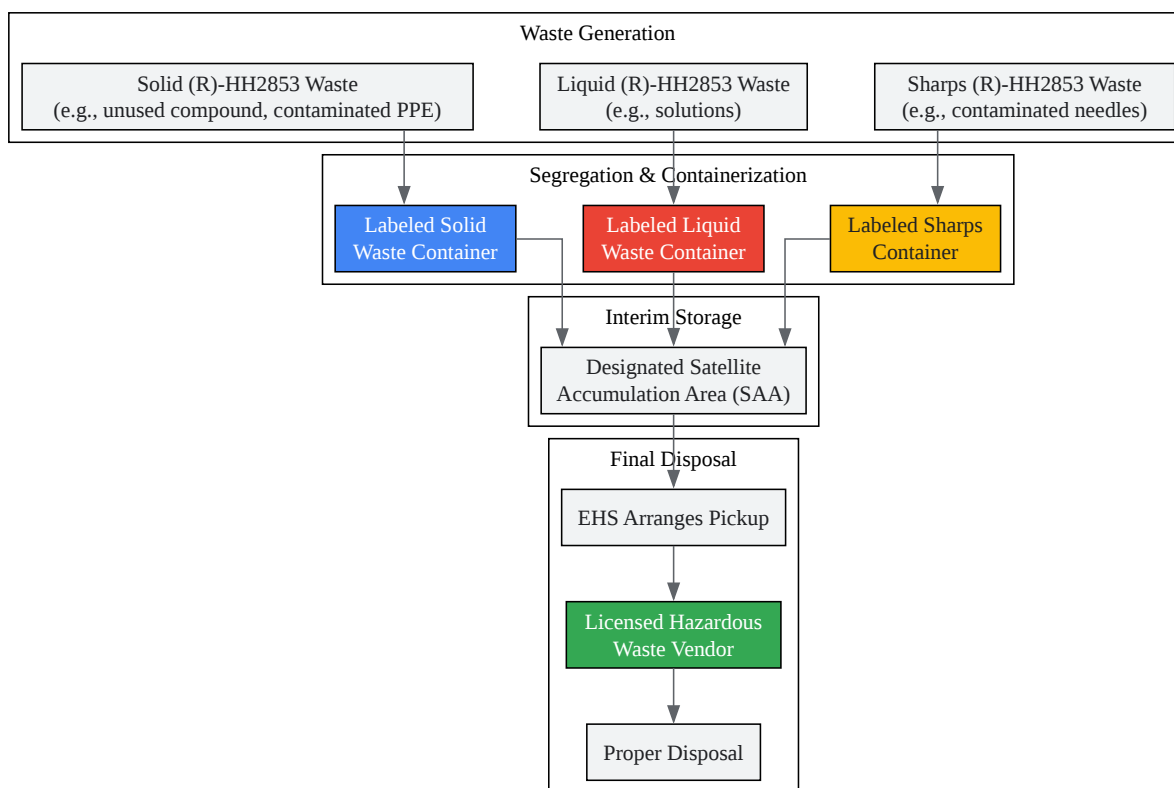 Waste Generation
Solid (R)-HH2853 Waste
(e.g., unused compound, contaminated PPE)
Liquid (R)-HH2853 Waste
(e.g., solutions)
Sharps (R)-HH2853 Waste
(e.g., contaminated needles)
Segregation & Containerization
Labeled Solid
Waste Container
Labeled Liquid
Waste Container
Labeled Sharps
Container
Interim Storage
Designated Satellite
Accumulation Area (SAA)
Final Disposal
EHS Arranges Pickup
Licensed Hazardous
Waste Vendor
Proper Disposal